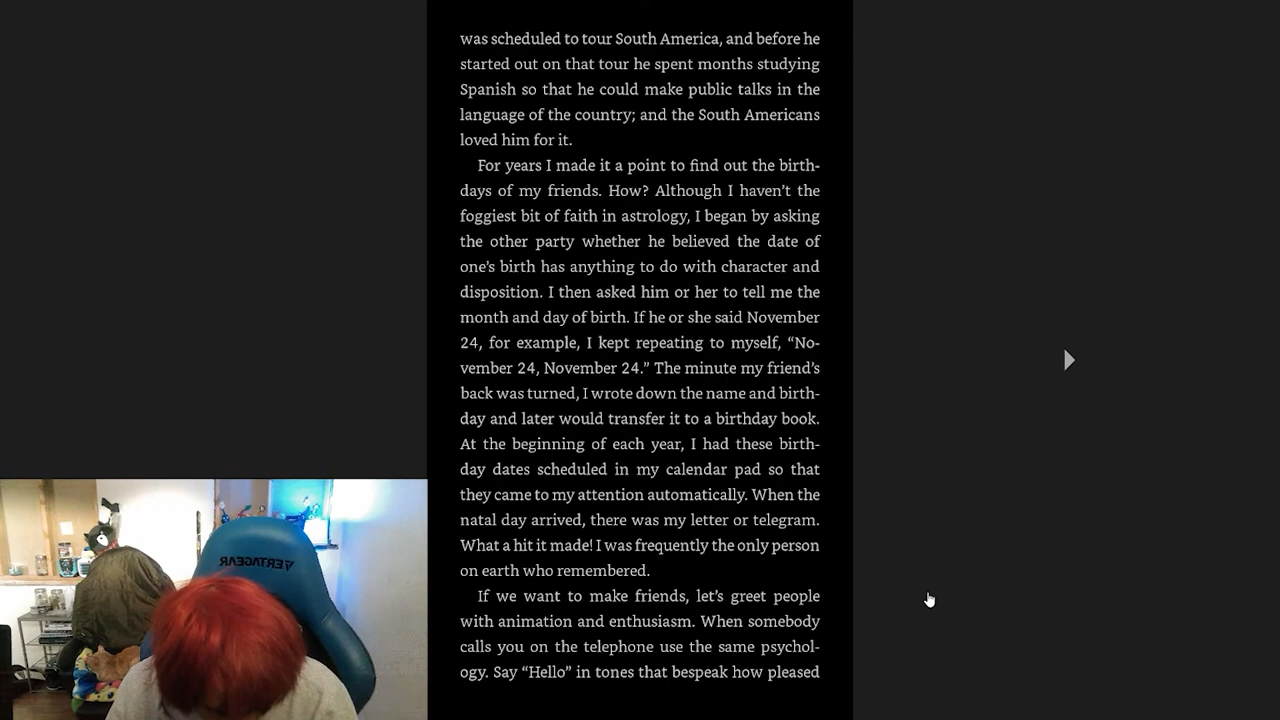 was scheduled to tour South America, and before he
started out on that tour he spent months studying
Spanish so that he could make public talks in the
language of the country; and the South Americans
loved him for it.
For years I made it a point to find out the birth-
days of my friends. How? Although I haven’t the
foggiest bit of faith in astrology, I began by asking
the other party whether he believed the date of
one’s birth has anything to do with character and
disposition. I then asked him or her to tell me the
month and day of birth. If he or she said November
24, for example, I kept repeating to myself, “No-
vember 24, November 24.” The minute my friend’s
back was turned, I wrote down the name and birth-
day and later would transfer it to a birthday book.
At the beginning of each year, I had these birth-
day dates scheduled in my calendar pad so that
they came to my attention automatically. When the
natal day arrived, there was my letter or telegram.
What a hit it made! I was frequently the only person
on earth who remembered.
If we want to make friends, let’s greet people
with animation and enthusiasm. When somebody
calls you on the telephone use the same psychol-
ogy. Say “Hello” in tones that bespeak how pleased
VERTAGEAR